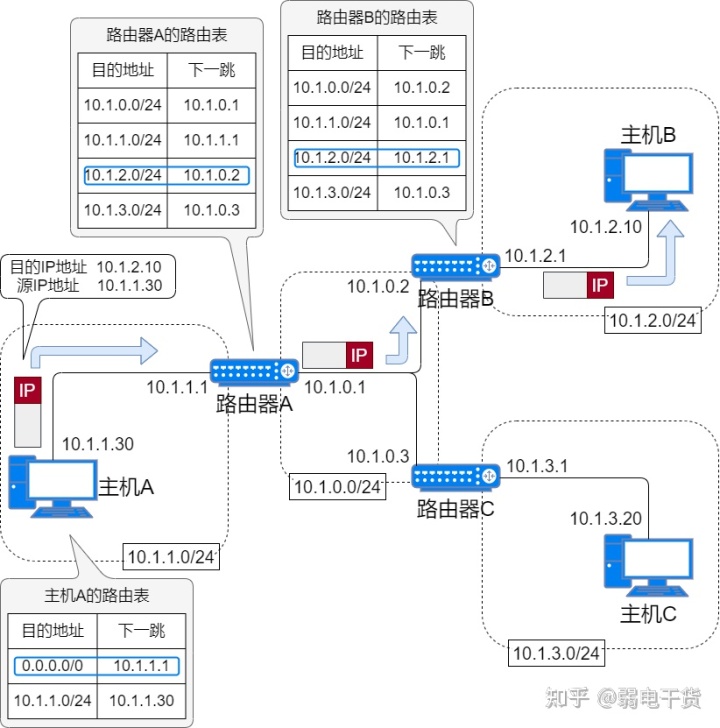 路由器A的路由表
目的地址 下一跳
10.1.0.0/24 10.1.0.1
10.1.1.0/24 10.1.1.1
10.1.2.0/24 10.1.0.2
10.1.3.0/24 10.1.0.3
路由器B的路由表
目的地址 下一跳
10.1.0.0/24 10.1.0.2
10.1.1.0/24 10.1.0.1
10.1.2.0/24 10.1.2.1
10.1.3.0/24 10.1.0.3
主机B
10.1.2.10
10.1.2.1
IP
10.1.2.0/24
目的IP地址 10.1.2.10
源IP地址 10.1.1.30
IP
10.1.1.30
主机A
10.1.1.1
路由器A
10.1.1.0/24
IP
10.1.0.1
10.1.0.2
路由器B
10.1.0.3
路由器C
10.1.0.0/24
10.1.3.1
10.1.3.20
主机C
10.1.3.0/24
主机A的路由表
目的地址 下一跳
0.0.0.0/0 10.1.1.1
10.1.1.0/24 10.1.1.30
知乎 @弱电干货